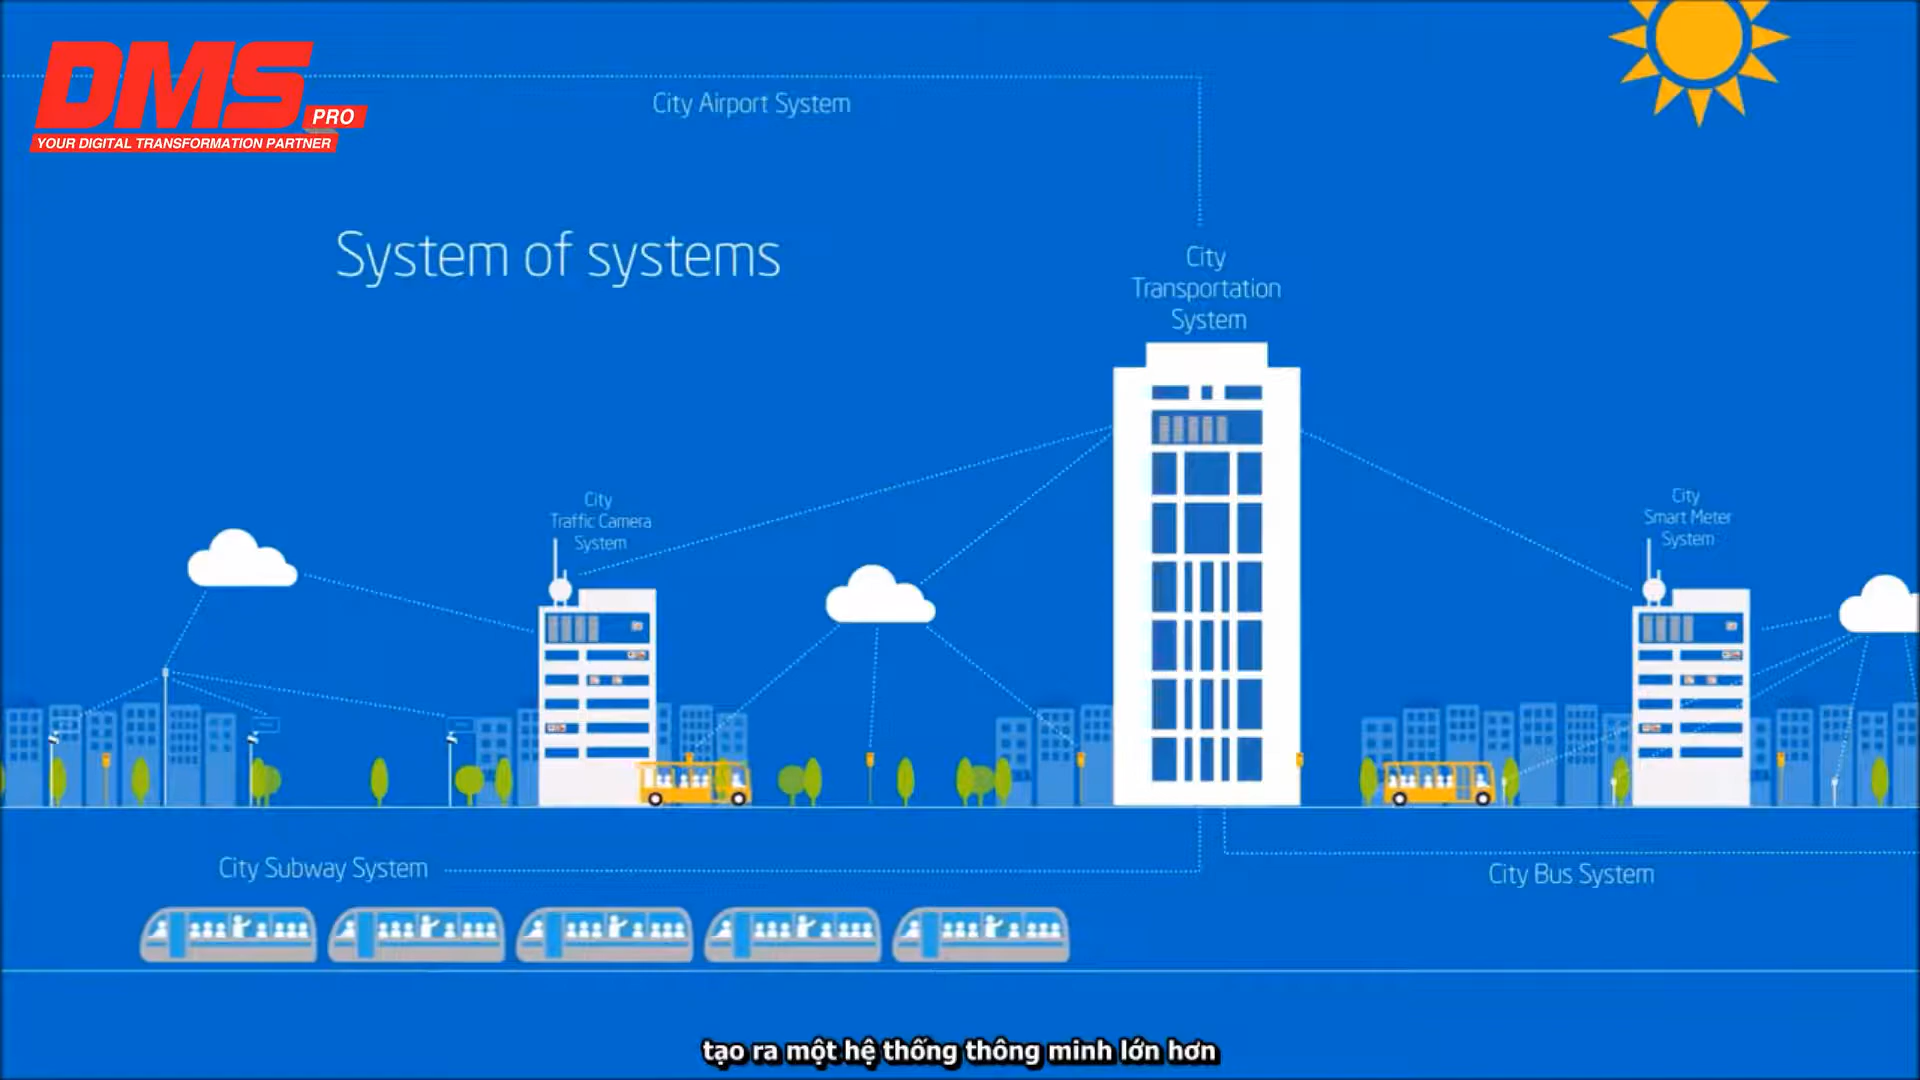 DMS
PRO
YOUR DIGITAL TRANSFORMATION PARTNER
City Airport System
System of systems
City
Transportation
System
City
Traffic Camera
System
City
Smart Meter
System
City Subway System
City Bus System
tạo ra một hệ thống thông minh lớn hơn